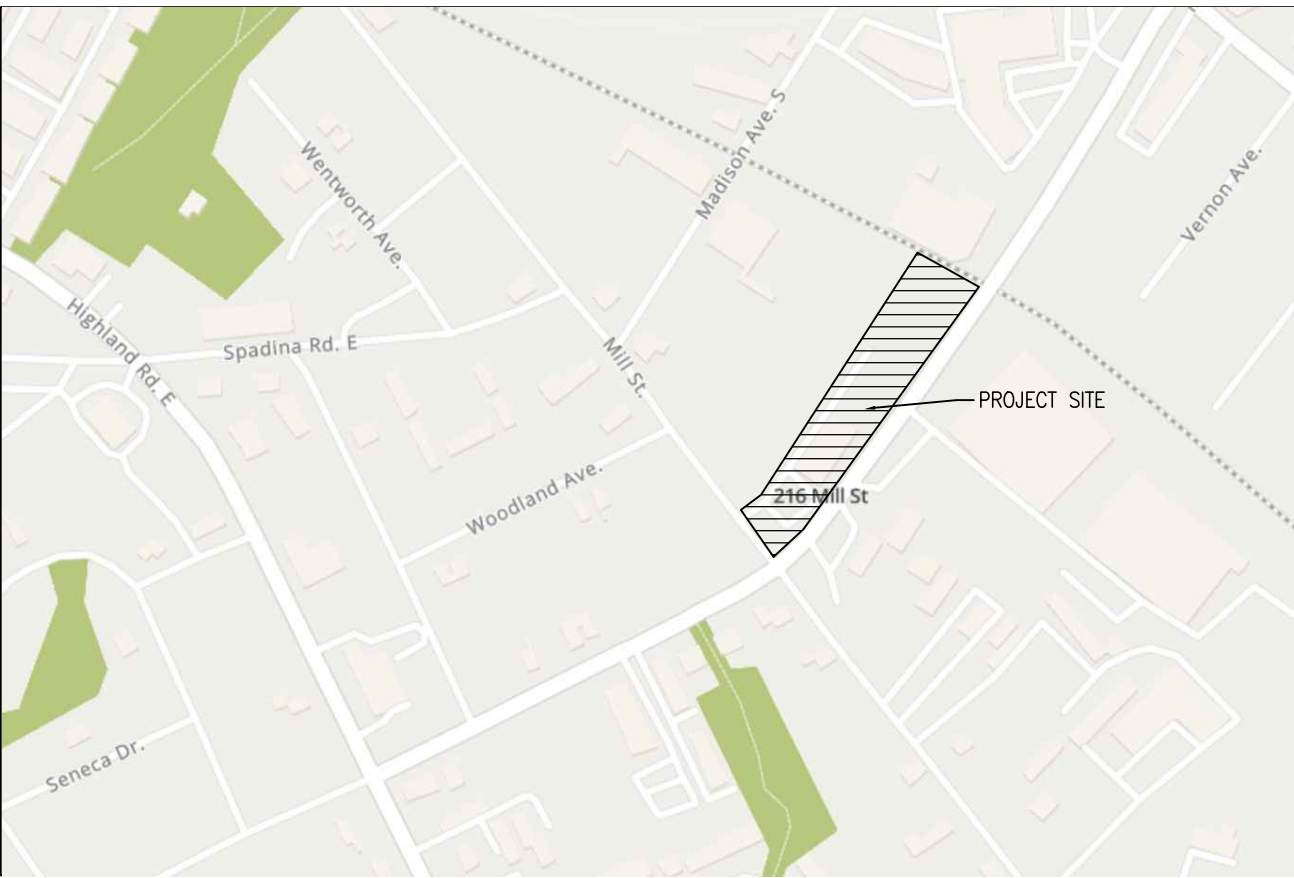 Madison Ave. S
Wentworth Ave.
Vernon Ave.
Highland Rd. E
Spadina Rd. E
Mill St.
PROJECT SITE
Woodland Ave.
216 Mill St
Seneca Dr.